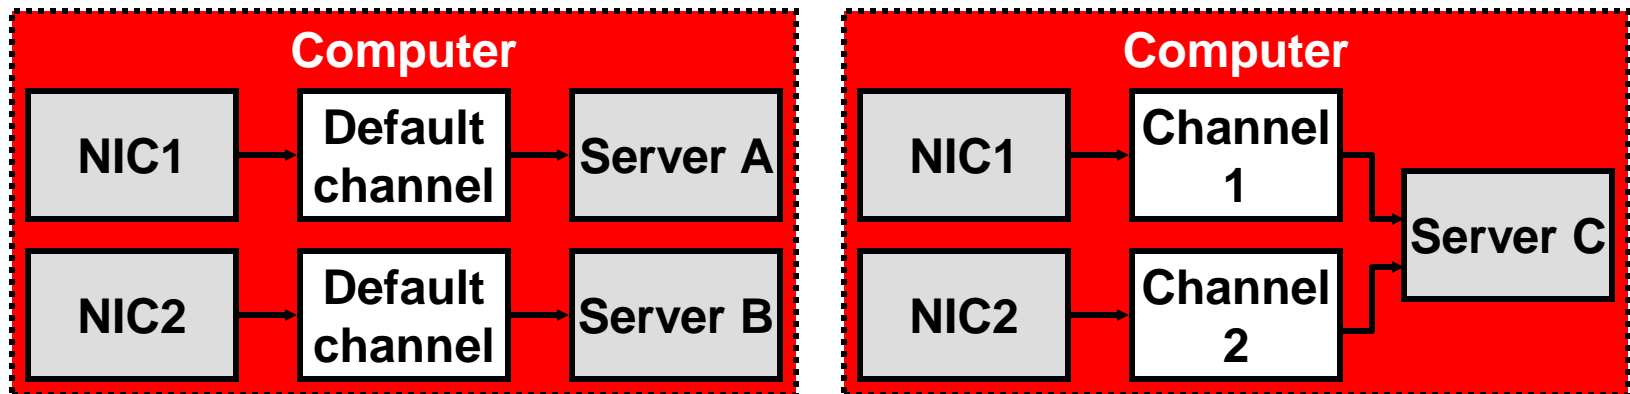 Computer
NIC1
Default
channel
Server A
NIC2
Default
channel
Server B
Computer
NIC1
Channel
1
Server C
NIC2
Channel
2